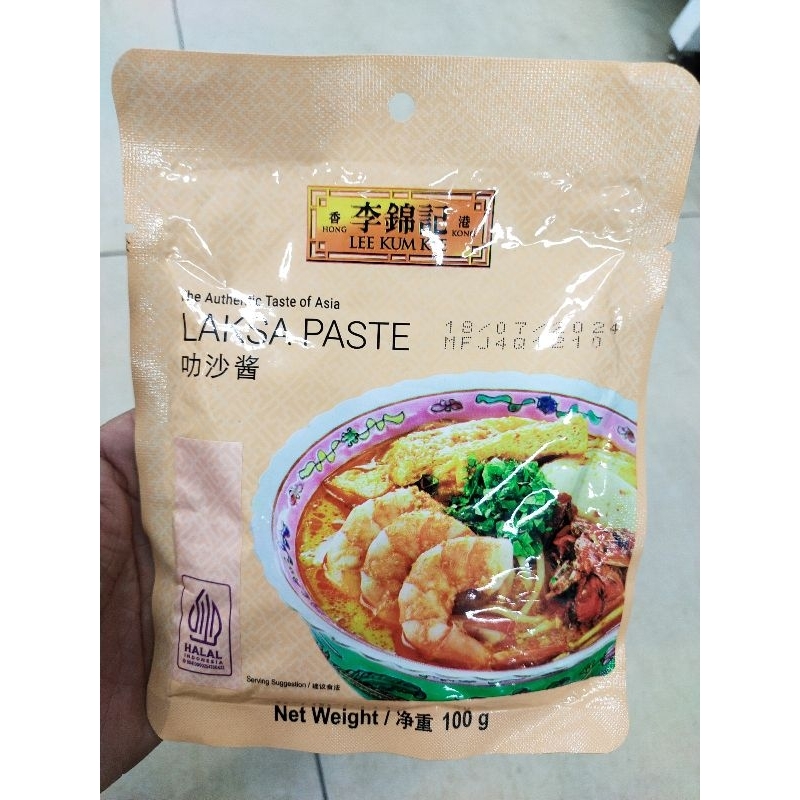 香 李錦記 港
HONG KONG
LEE KUM KEE
The Authentic Taste of Asia
LAKSA PASTE
叻沙酱
18/07/2024
HALAL
INDONESIA
Serving Suggestion / 建议食法
Net Weight / 净重 100 g